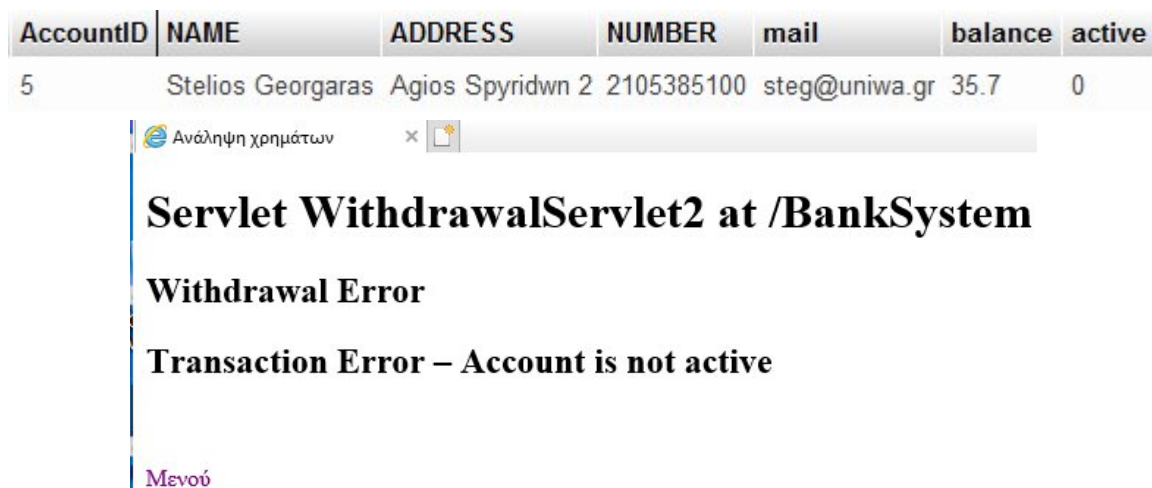 AccountID NAME ADDRESS NUMBER mail balance active
5 Stelios Georgaras Agios Spyridwn 2 2105385100 steg@uniwa.gr 35.7 0
Ανάληψη χρημάτων
Servlet WithdrawalServlet2 at /BankSystem
Withdrawal Error
Transaction Error – Account is not active
Μενού